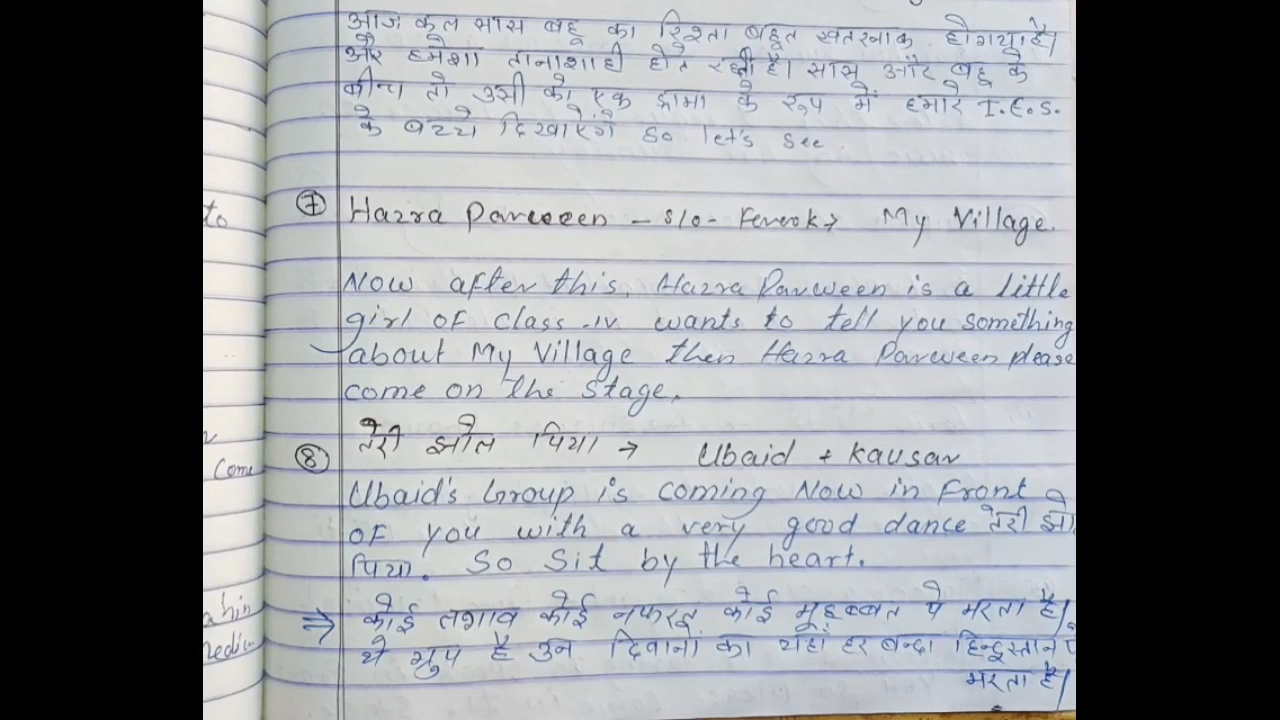 आज कल सास बहू का रिश्ता बहुत खतरनाक होगया है।
और हमेशा तानाशाही होते रही है। सास और बहू के
बीच तो उसी को एक ड्रामा के रूप में हमारे I.E.S.
के बच्चे दिखाएंगे so let's see.
to
⑦ Hazra Parween - S/o - Ferook → My Village.
Now after this, Hazra Parween is a little
girl of class-IV wants to tell you something
about My Village then Hazra Parween please
come on the stage.
तेरी झोल पिया → Ubaid + Kausar
⑧
come
Ubaid's Group is coming Now in front
of you with a very good dance तेरी झो
पिया. So Sit by the heart.
⇒ कोई तशाव कोई नफरत कोई मूहब्बत पे मरता है।
ये ग्रुप है उन दिवानो का यहाँ हर बन्दा हिन्दूस्तान प
मरता है।